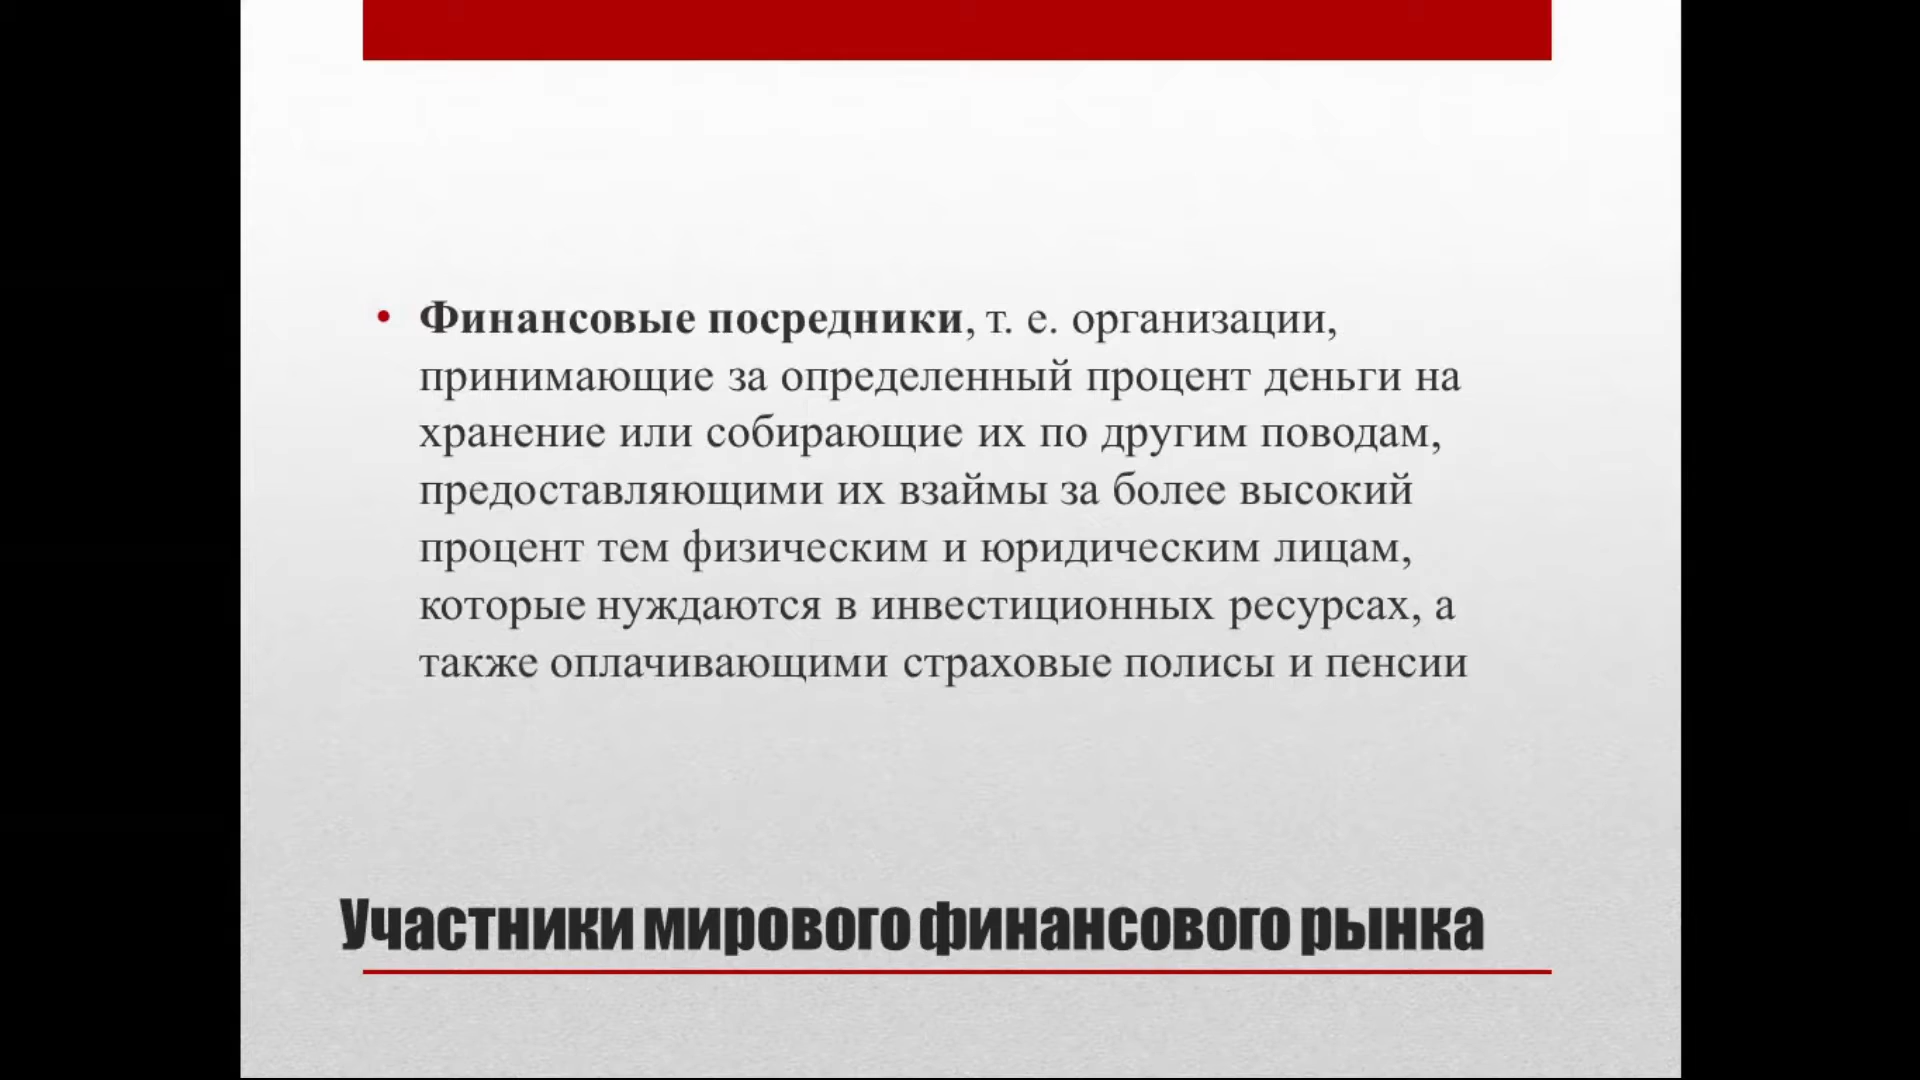 • Финансовые посредники, т. е. организации,
принимающие за определенный процент деньги на
хранение или собирающие их по другим поводам,
предоставляющими их взаймы за более высокий
процент тем физическим и юридическим лицам,
которые нуждаются в инвестиционных ресурсах, а
также оплачивающими страховые полисы и пенсии
Участники мирового финансового рынка